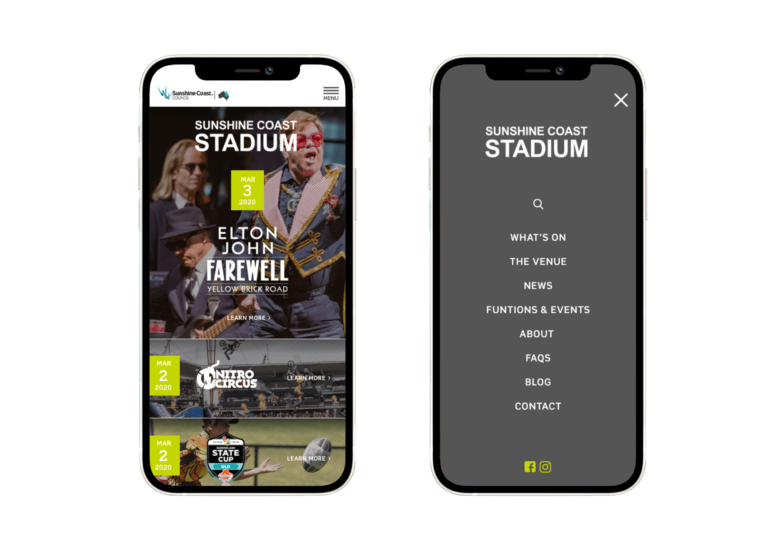 Sunshine Coast
COUNCIL
MENU
SUNSHINE COAST
STADIUM
MAR
3
2020
ELTON
JOHN
FAREWELL
YELLOW BRICK ROAD
LEARN MORE >
MAR
2
2020
NITRO
CIRCUS
LEARN MORE >
MAR
2
2020
STATE
CUP
QLD
LEARN MORE >
SUNSHINE COAST
STADIUM
WHAT'S ON
THE VENUE
NEWS
FUNTIONS & EVENTS
ABOUT
FAQS
BLOG
CONTACT